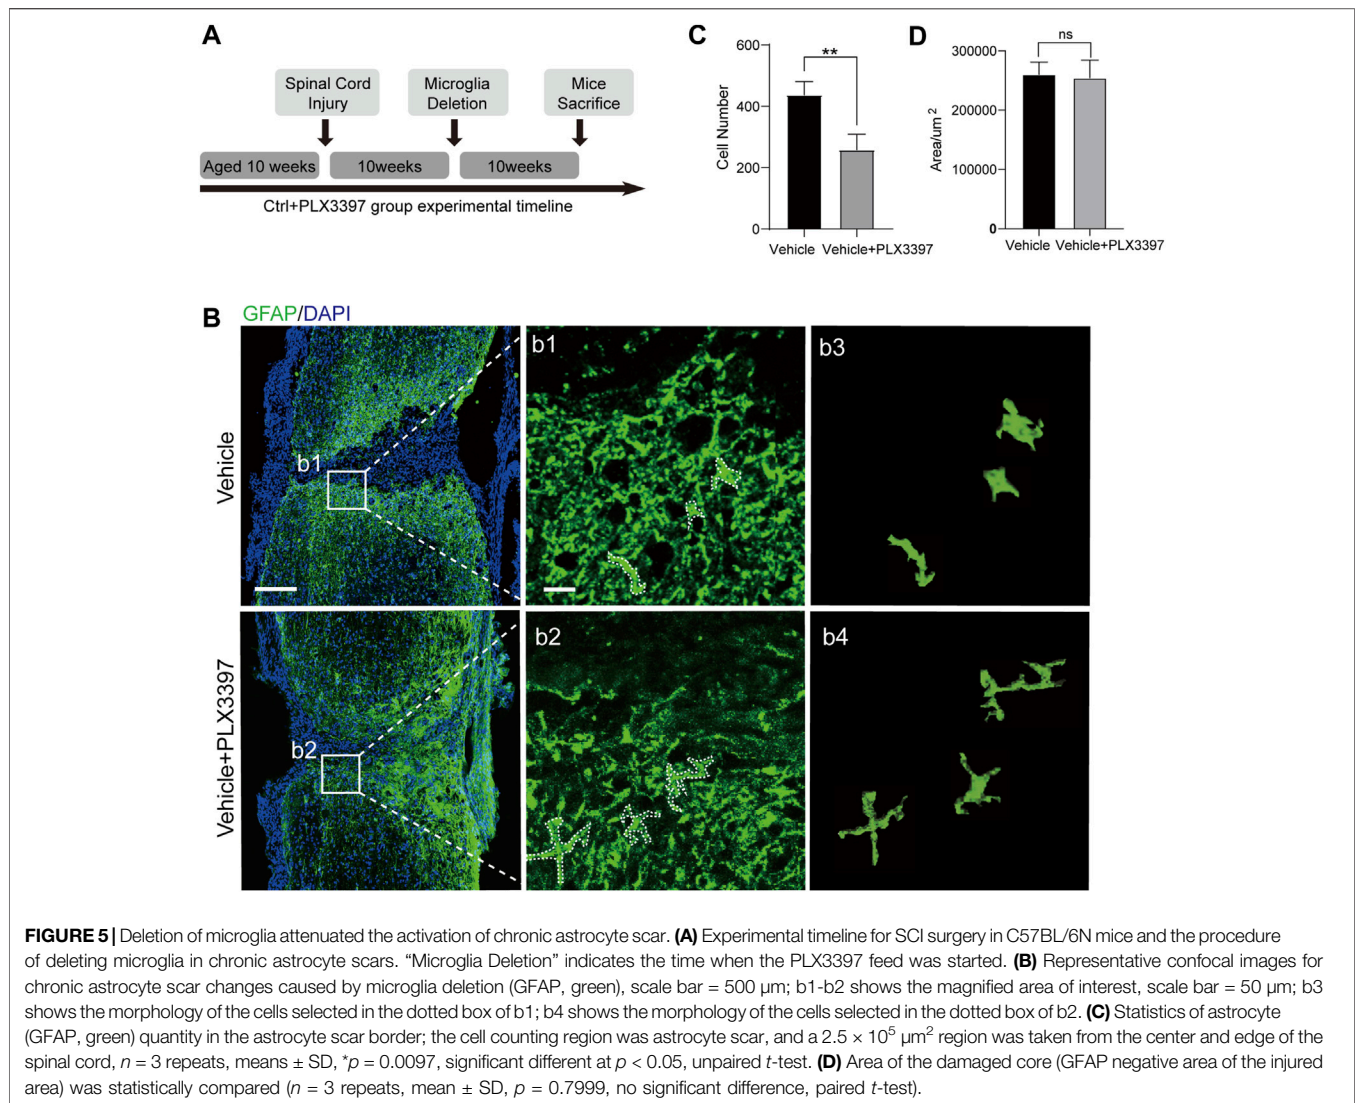 A
Spinal Cord
Injury
Microglia
Deletion
Mice
Sacrifice
Aged 10 weeks
10weeks
10weeks
Ctrl+PLX3397 group experimental timeline
C
600
400
200
0
Cell Number
**
Vehicle
Vehicle+PLX3397
D
300000
200000
100000
0
Area/um²
ns
Vehicle
Vehicle+PLX3397
B
GFAP/DAPI
Vehicle
b1
b1
b3
Vehicle+PLX3397
b2
b2
b4
FIGURE 5 | Deletion of microglia attenuated the activation of chronic astrocyte scar. (A) Experimental timeline for SCI surgery in C57BL/6N mice and the procedure
of deleting microglia in chronic astrocyte scars. “Microglia Deletion” indicates the time when the PLX3397 feed was started. (B) Representative confocal images for
chronic astrocyte scar changes caused by microglia deletion (GFAP, green), scale bar = 500 μm; b1-b2 shows the magnified area of interest, scale bar = 50 μm; b3
shows the morphology of the cells selected in the dotted box of b1; b4 shows the morphology of the cells selected in the dotted box of b2. (C) Statistics of astrocyte
(GFAP, green) quantity in the astrocyte scar border; the cell counting region was astrocyte scar, and a 2.5 × 10⁵ μm² region was taken from the center and edge of the
spinal cord, n = 3 repeats, means ± SD, *p = 0.0097, significant different at p < 0.05, unpaired t-test. (D) Area of the damaged core (GFAP negative area of the injured
area) was statistically compared (n = 3 repeats, mean ± SD, p = 0.7999, no significant difference, paired t-test).